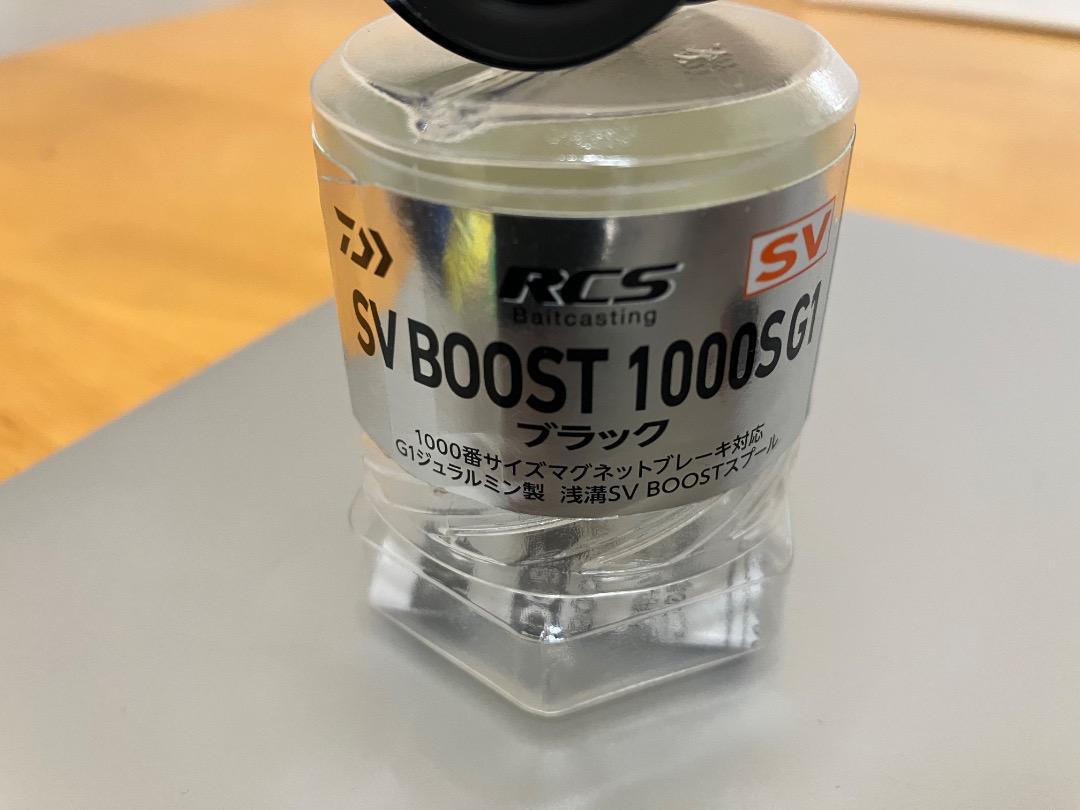 RCS
SV
Baitcasting
SV BOOST 1000SG1
ブラック
1000番サイズマグネットブレーキ対応
G1ジュラルミン製 浅溝SV BOOSTスプール